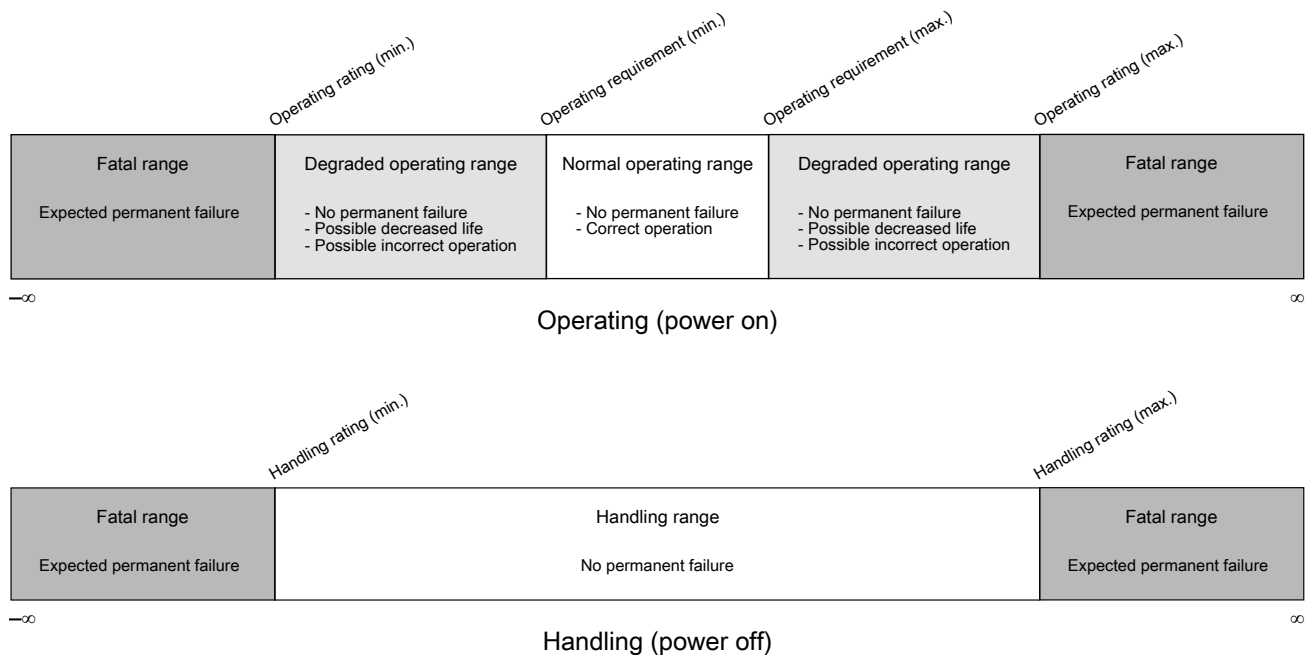 Operating rating (min.)
Operating requirement (min.)
Operating requirement (max.)
Operating rating (max.)
Fatal range
Expected permanent failure
Degraded operating range
- No permanent failure
- Possible decreased life
- Possible incorrect operation
Normal operating range
- No permanent failure
- Correct operation
Degraded operating range
- No permanent failure
- Possible decreased life
- Possible incorrect operation
Fatal range
Expected permanent failure
–∞
∞
Operating (power on)
Handling rating (min.)
Handling rating (max.)
Fatal range
Expected permanent failure
Handling range
No permanent failure
Fatal range
Expected permanent failure
–∞
∞
Handling (power off)